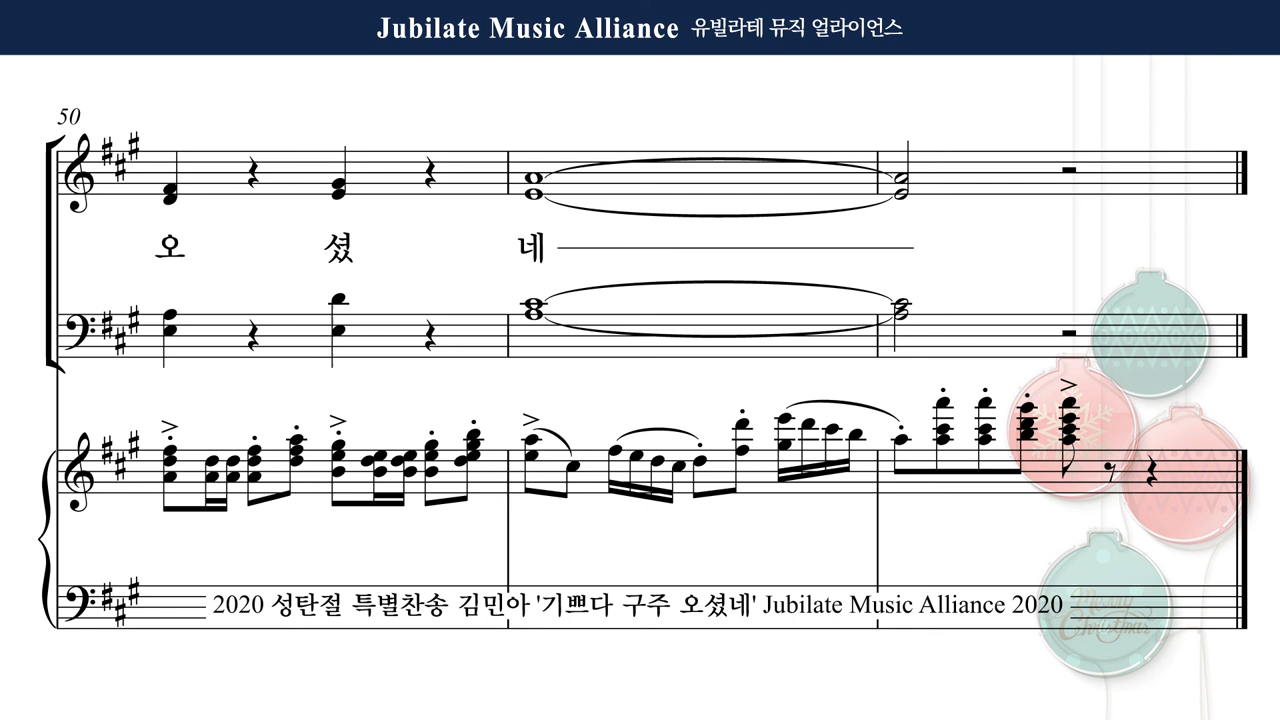 Jubilate Music Alliance 유빌라테 뮤직 얼라이언스
50
오 셨 네
2020 성탄절 특별찬송 김민아 '기쁘다 구주 오셨네' Jubilate Music Alliance 2020
Merry
Christmas